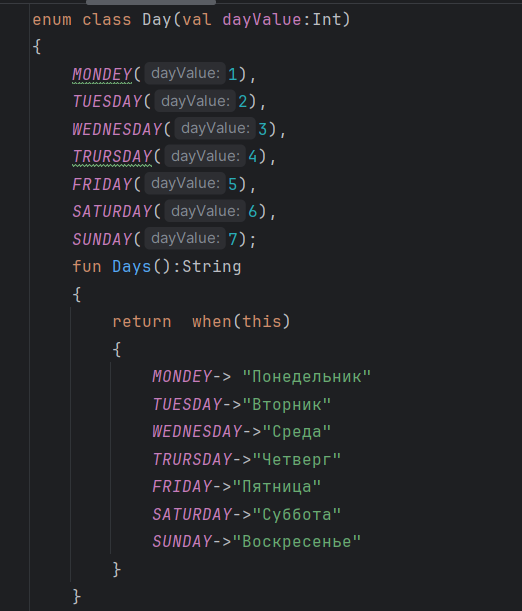 enum class Day(val dayValue:Int)
{
    MONDEY( dayValue: 1),
    TUESDAY( dayValue: 2),
    WEDNESDAY( dayValue: 3),
    TRURSDAY( dayValue: 4),
    FRIDAY( dayValue: 5),
    SATURDAY( dayValue: 6),
    SUNDAY( dayValue: 7);
    fun Days():String
    {
        return  when(this)
        {
            MONDEY-> "Понедельник"
            TUESDAY->"Вторник"
            WEDNESDAY->"Среда"
            TRURSDAY->"Четверг"
            FRIDAY->"Пятница"
            SATURDAY->"Суббота"
            SUNDAY->"Воскресенье"
        }
    }